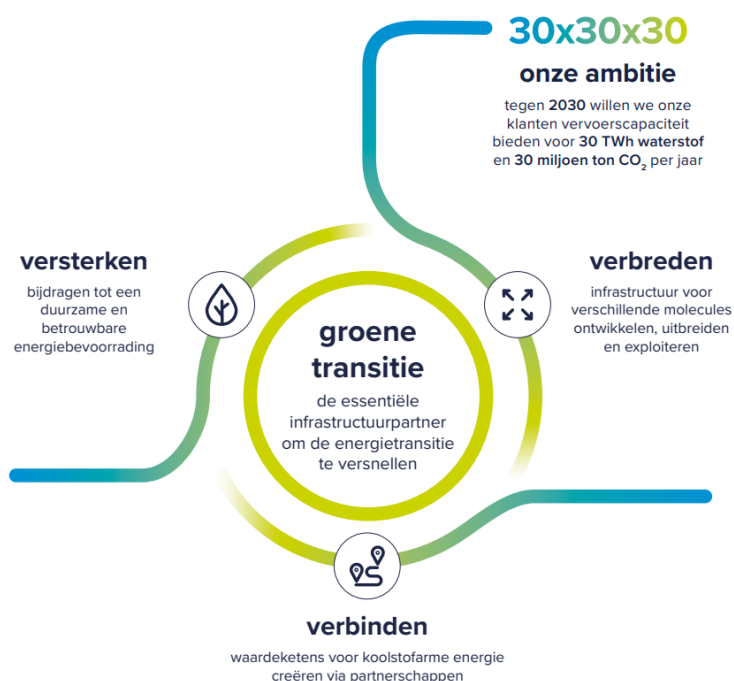 30x30x30
onze ambitie
tegen 2030 willen we onze
klanten vervoerscapaciteit
bieden voor 30 TWh waterstof
en 30 miljoen ton CO₂ per jaar
versterken
bijdragen tot een
duurzame en
betrouwbare
energiebevoorrading
verbreden
infrastructuur voor
verschillende molecules
ontwikkelen, uitbreiden
en exploiteren
groene
transitie
de essentiële
infrastructuurpartner
om de energietransitie
te versnellen
verbinden
waardeketens voor koolstofarme energie
creëren via partnerschappen